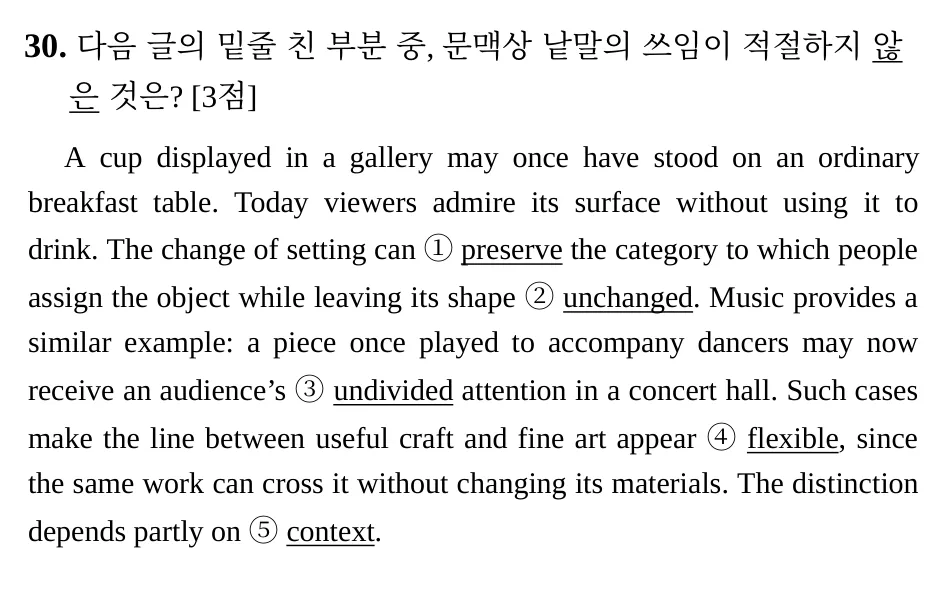 30. 다음 글의 밑줄 친 부분 중, 문맥상 낱말의 쓰임이 적절하지 않
은 것은? [3점]
A cup displayed in a gallery may once have stood on an ordinary
breakfast table. Today viewers admire its surface without using it to
drink. The change of setting can ① preserve the category to which people
assign the object while leaving its shape ② unchanged. Music provides a
similar example: a piece once played to accompany dancers may now
receive an audience’s ③ undivided attention in a concert hall. Such cases
make the line between useful craft and fine art appear ④ flexible, since
the same work can cross it without changing its materials. The distinction
depends partly on ⑤ context.